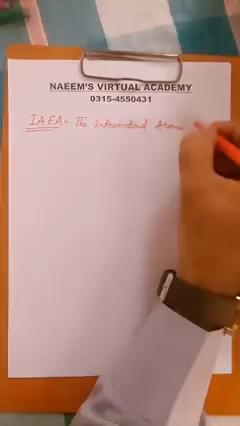 NAEEM'S VIRTUAL ACADEMY
0315-4550431
IAEA: The International Atomic